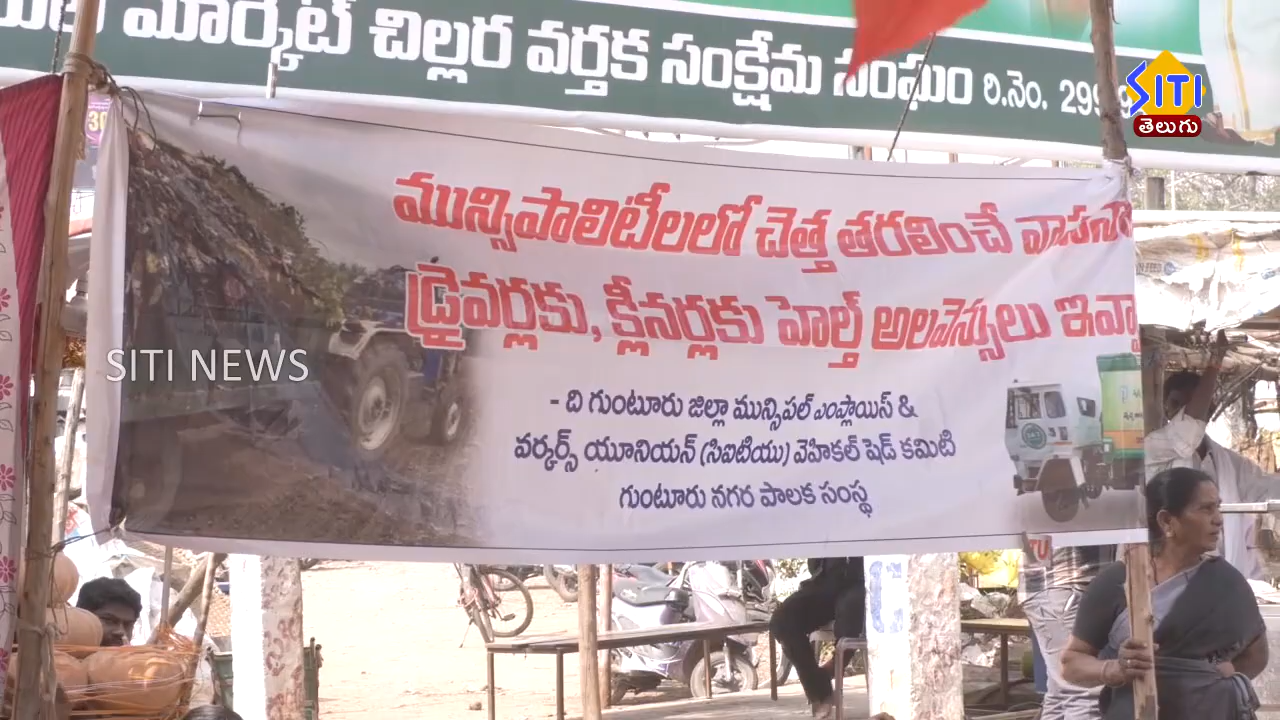 మార్కెట్ చిల్లర వర్తక సంక్షేమ సంఘం రి.నెం.
SITI
తెలుగు
మున్సిపాలిటీలలో చెత్త తరలించే
డ్రైవర్లకు, క్లీనర్లకు హెల్త్ అలవెన్సులు
SITI NEWS
- ది గుంటూరు జిల్లా మున్సిపల్ ఎంప్లాయిస్ &
వర్కర్స్ యూనియన్ (సిఐటియు) వెహికల్ షెడ్ కమిటి
గుంటూరు నగర పాలక సంస్థ